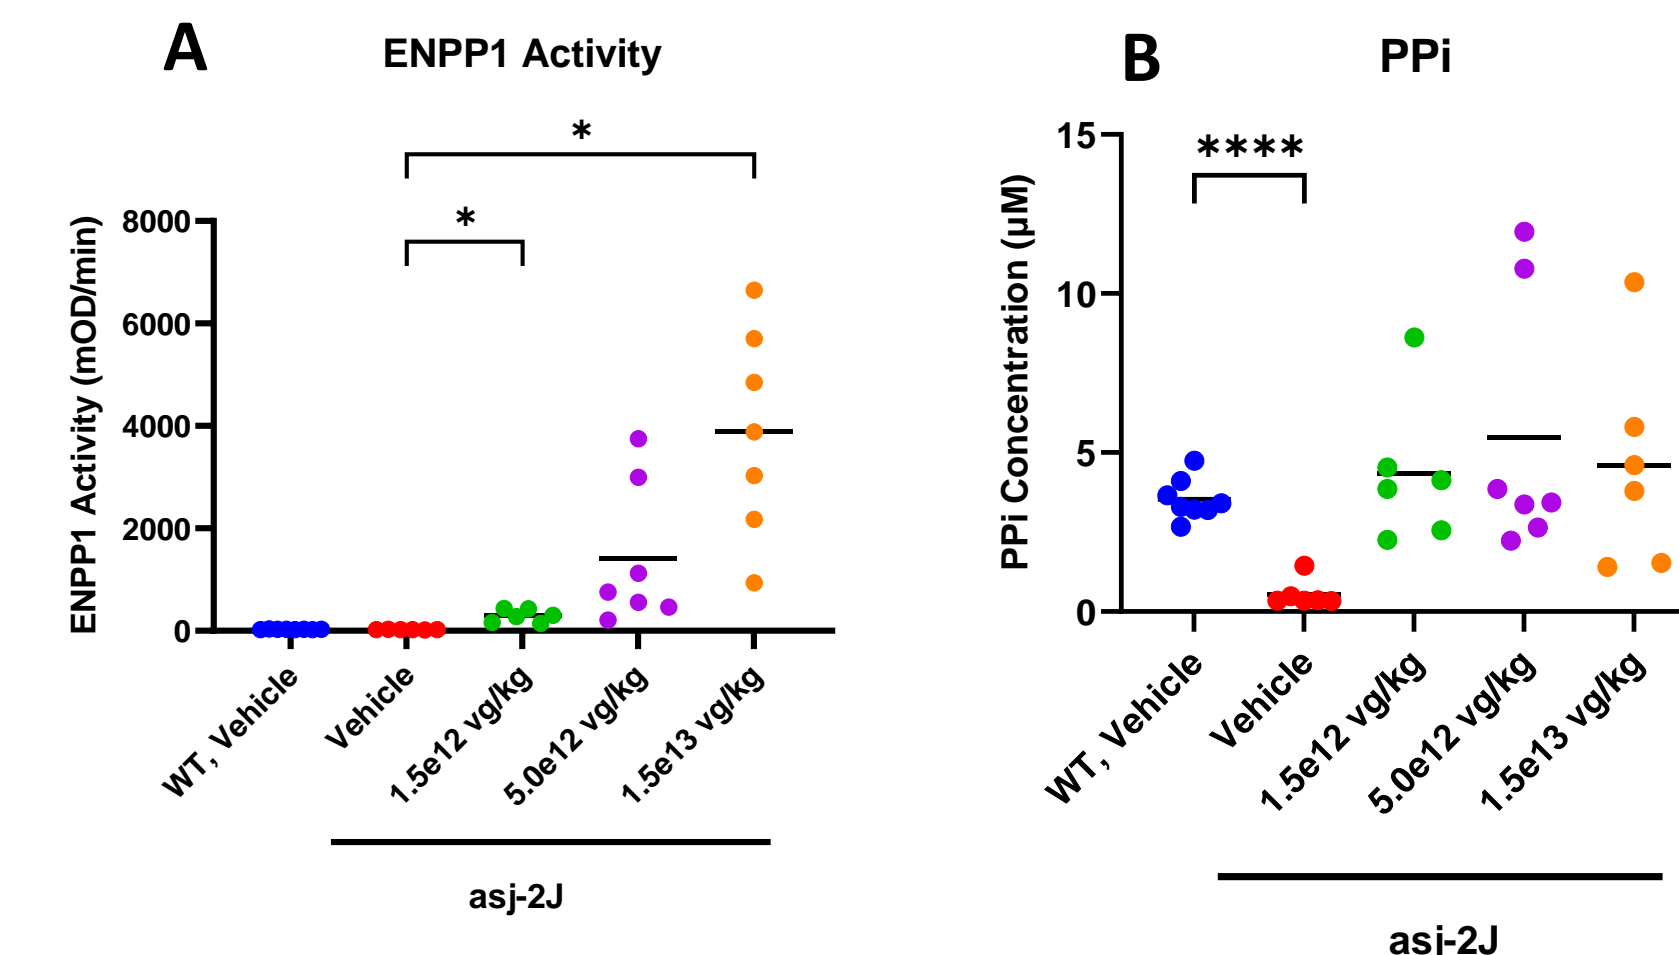 A
ENPP1 Activity
*
*
ENPP1 Activity (mOD/min)
8000
6000
4000
2000
0
WT, Vehicle
Vehicle
1.5e12 vg/kg
5.0e12 vg/kg
1.5e13 vg/kg
asj-2J
B
PPi
****
PPi Concentration (µM)
15
10
5
0
WT, Vehicle
Vehicle
1.5e12 vg/kg
5.0e12 vg/kg
1.5e13 vg/kg
asj-2J